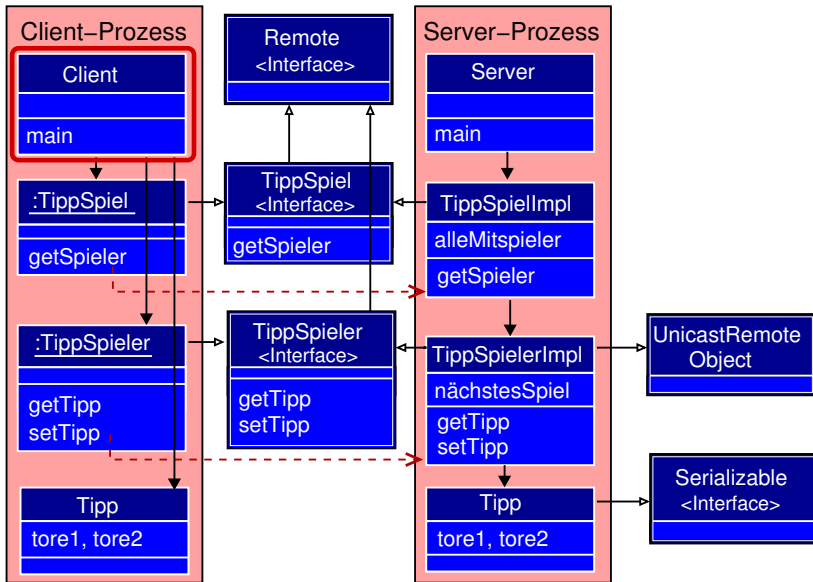 Client–Prozess
Client
main
:TippSpiel
getSpieler
:TippSpieler
getTipp
setTipp
Tipp
tore1, tore2
Remote
<Interface>
TippSpiel
<Interface>
getSpieler
TippSpieler
<Interface>
getTipp
setTipp
Server–Prozess
Server
main
TippSpielImpl
alleMitspieler
getSpieler
TippSpielerImpl
nächstesSpiel
getTipp
setTipp
Tipp
tore1, tore2
UnicastRemote
Object
Serializable
<Interface>